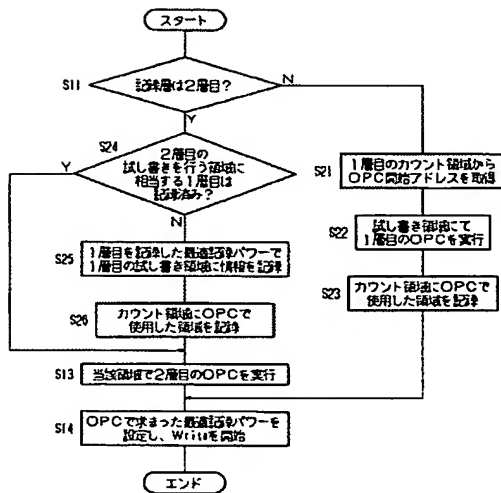 スタート
S11
記録層は2層目?
N
Y
S24
2層目の
試し書きを行う領域に
相当する1層目は
記録済み?
Y
N
S21
1層目のカウント領域から
OPC開始アドレスを取得
S22
試し書き領域にて
1層目のOPCを実行
S23
カウント領域にOPCで
使用した領域を記録
S25
1層目を記録した最適記録パワーで
1層目の試し書き領域に情報を記録
S26
カウント領域にOPCで
使用した領域を記録
S13
当該領域で2層目のOPCを実行
S14
OPCで求まった最適記録パワーを
設定し、Writeを開始
エンド